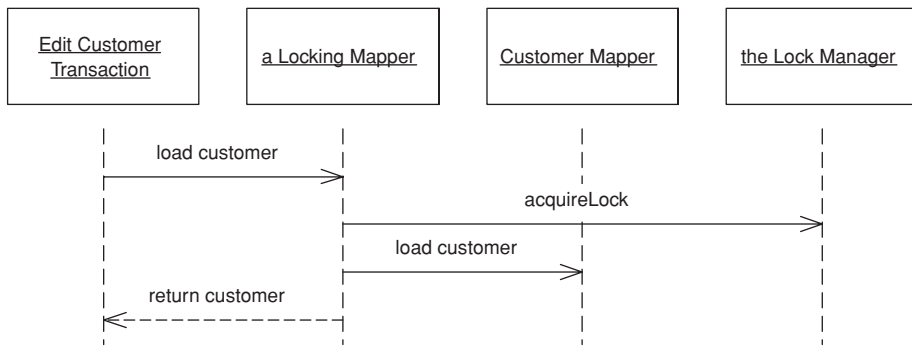 Edit Customer
Transaction
a Locking Mapper
Customer Mapper
the Lock Manager
load customer
acquireLock
load customer
return customer